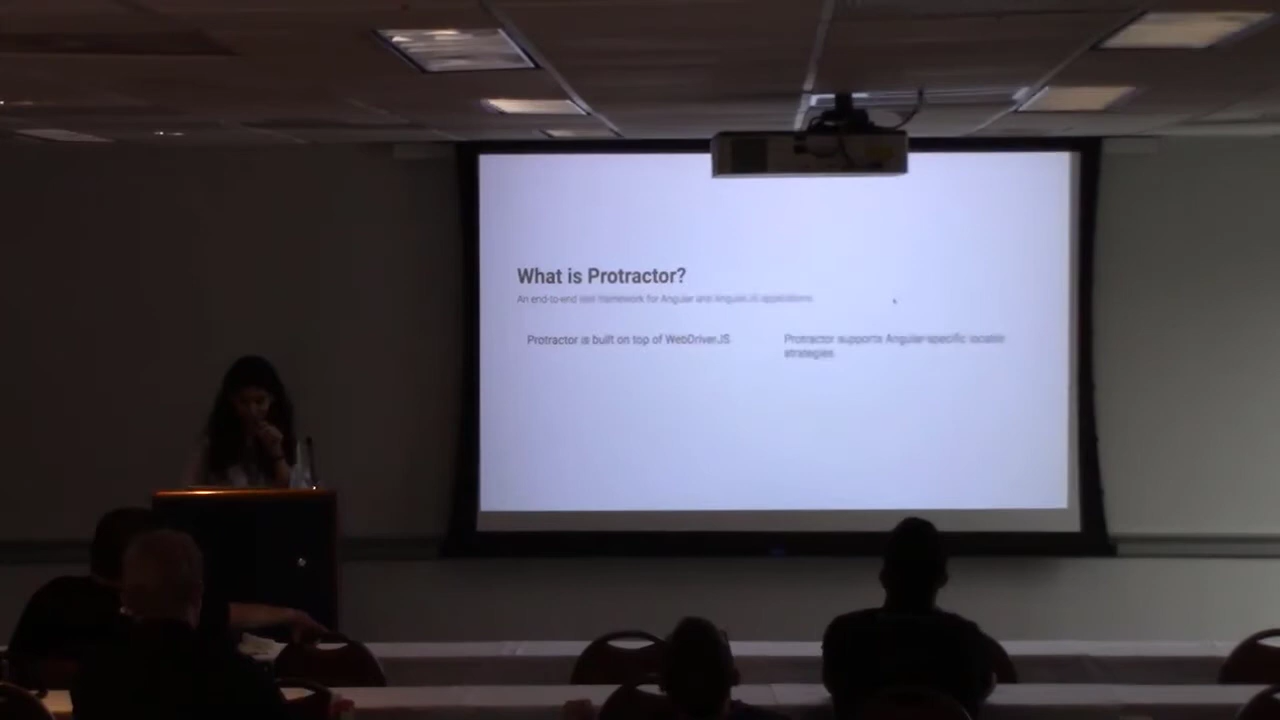 What is Protractor?
An end-to-end test framework for Angular and AngularJS applications
Protractor is built on top of WebDriverJS
Protractor supports Angular-specific locator
strategies